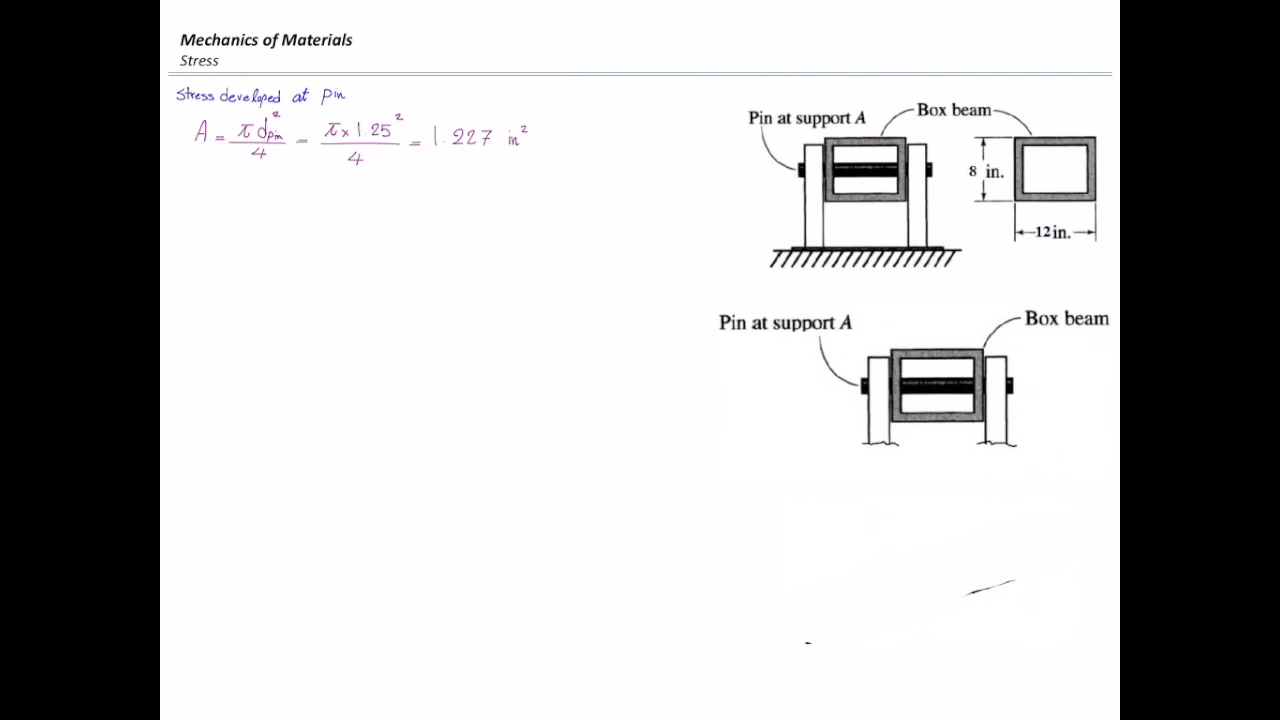 Mechanics of Materials
Stress
Stress developed at Pin
A = π d²pin / 4 = π × 1.25² / 4 = 1.227 in²
Pin at support A
Box beam
8 in.
12 in.
Pin at support A
Box beam